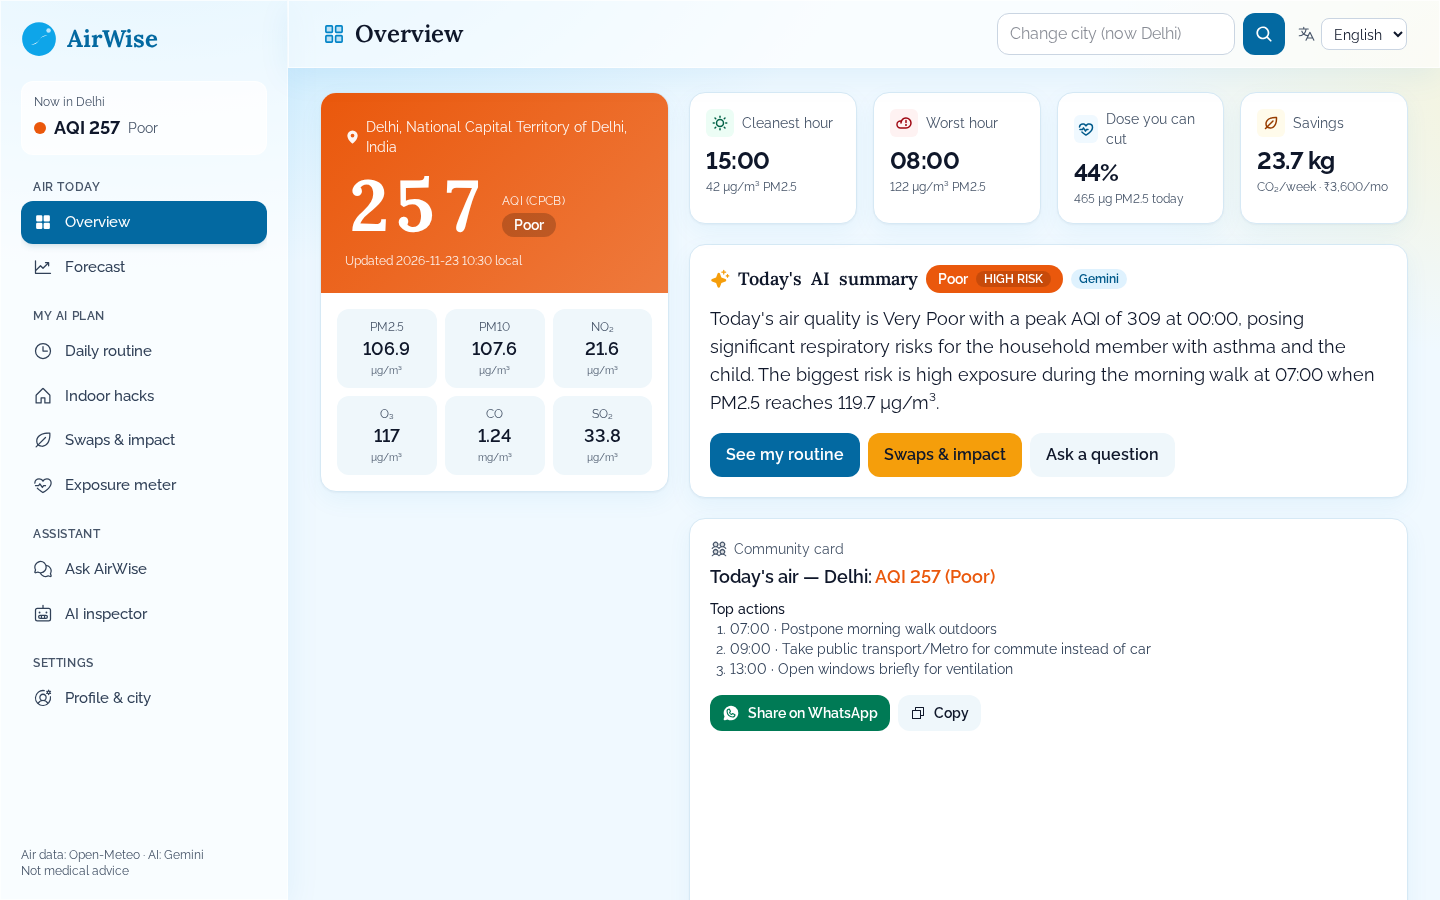 AirWise
Now in Delhi
AQI 257 Poor
AIR TODAY
Overview
Forecast
MY AI PLAN
Daily routine
Indoor hacks
Swaps & impact
Exposure meter
ASSISTANT
Ask AirWise
AI inspector
SETTINGS
Profile & city
Air data: Open-Meteo · AI: Gemini
Not medical advice
Overview
Change city (now Delhi)
English
Delhi, National Capital Territory of Delhi,
India
257
AQI (CPCB)
Poor
Updated 2026-11-23 10:30 local
PM2.5
106.9
µg/m³
PM10
107.6
µg/m³
NO₂
21.6
µg/m³
O₃
117
µg/m³
CO
1.24
mg/m³
SO₂
33.8
µg/m³
Cleanest hour
15:00
42 µg/m³ PM2.5
Worst hour
08:00
122 µg/m³ PM2.5
Dose you can
cut
44%
465 µg PM2.5 today
Savings
23.7 kg
CO₂/week · ₹3,600/mo
Today's AI summary Poor HIGH RISK Gemini
Today's air quality is Very Poor with a peak AQI of 309 at 00:00, posing
significant respiratory risks for the household member with asthma and the
child. The biggest risk is high exposure during the morning walk at 07:00 when
PM2.5 reaches 119.7 µg/m³.
See my routine Swaps & impact Ask a question
Community card
Today's air — Delhi: AQI 257 (Poor)
Top actions
1. 07:00 · Postpone morning walk outdoors
2. 09:00 · Take public transport/Metro for commute instead of car
3. 13:00 · Open windows briefly for ventilation
Share on WhatsApp Copy